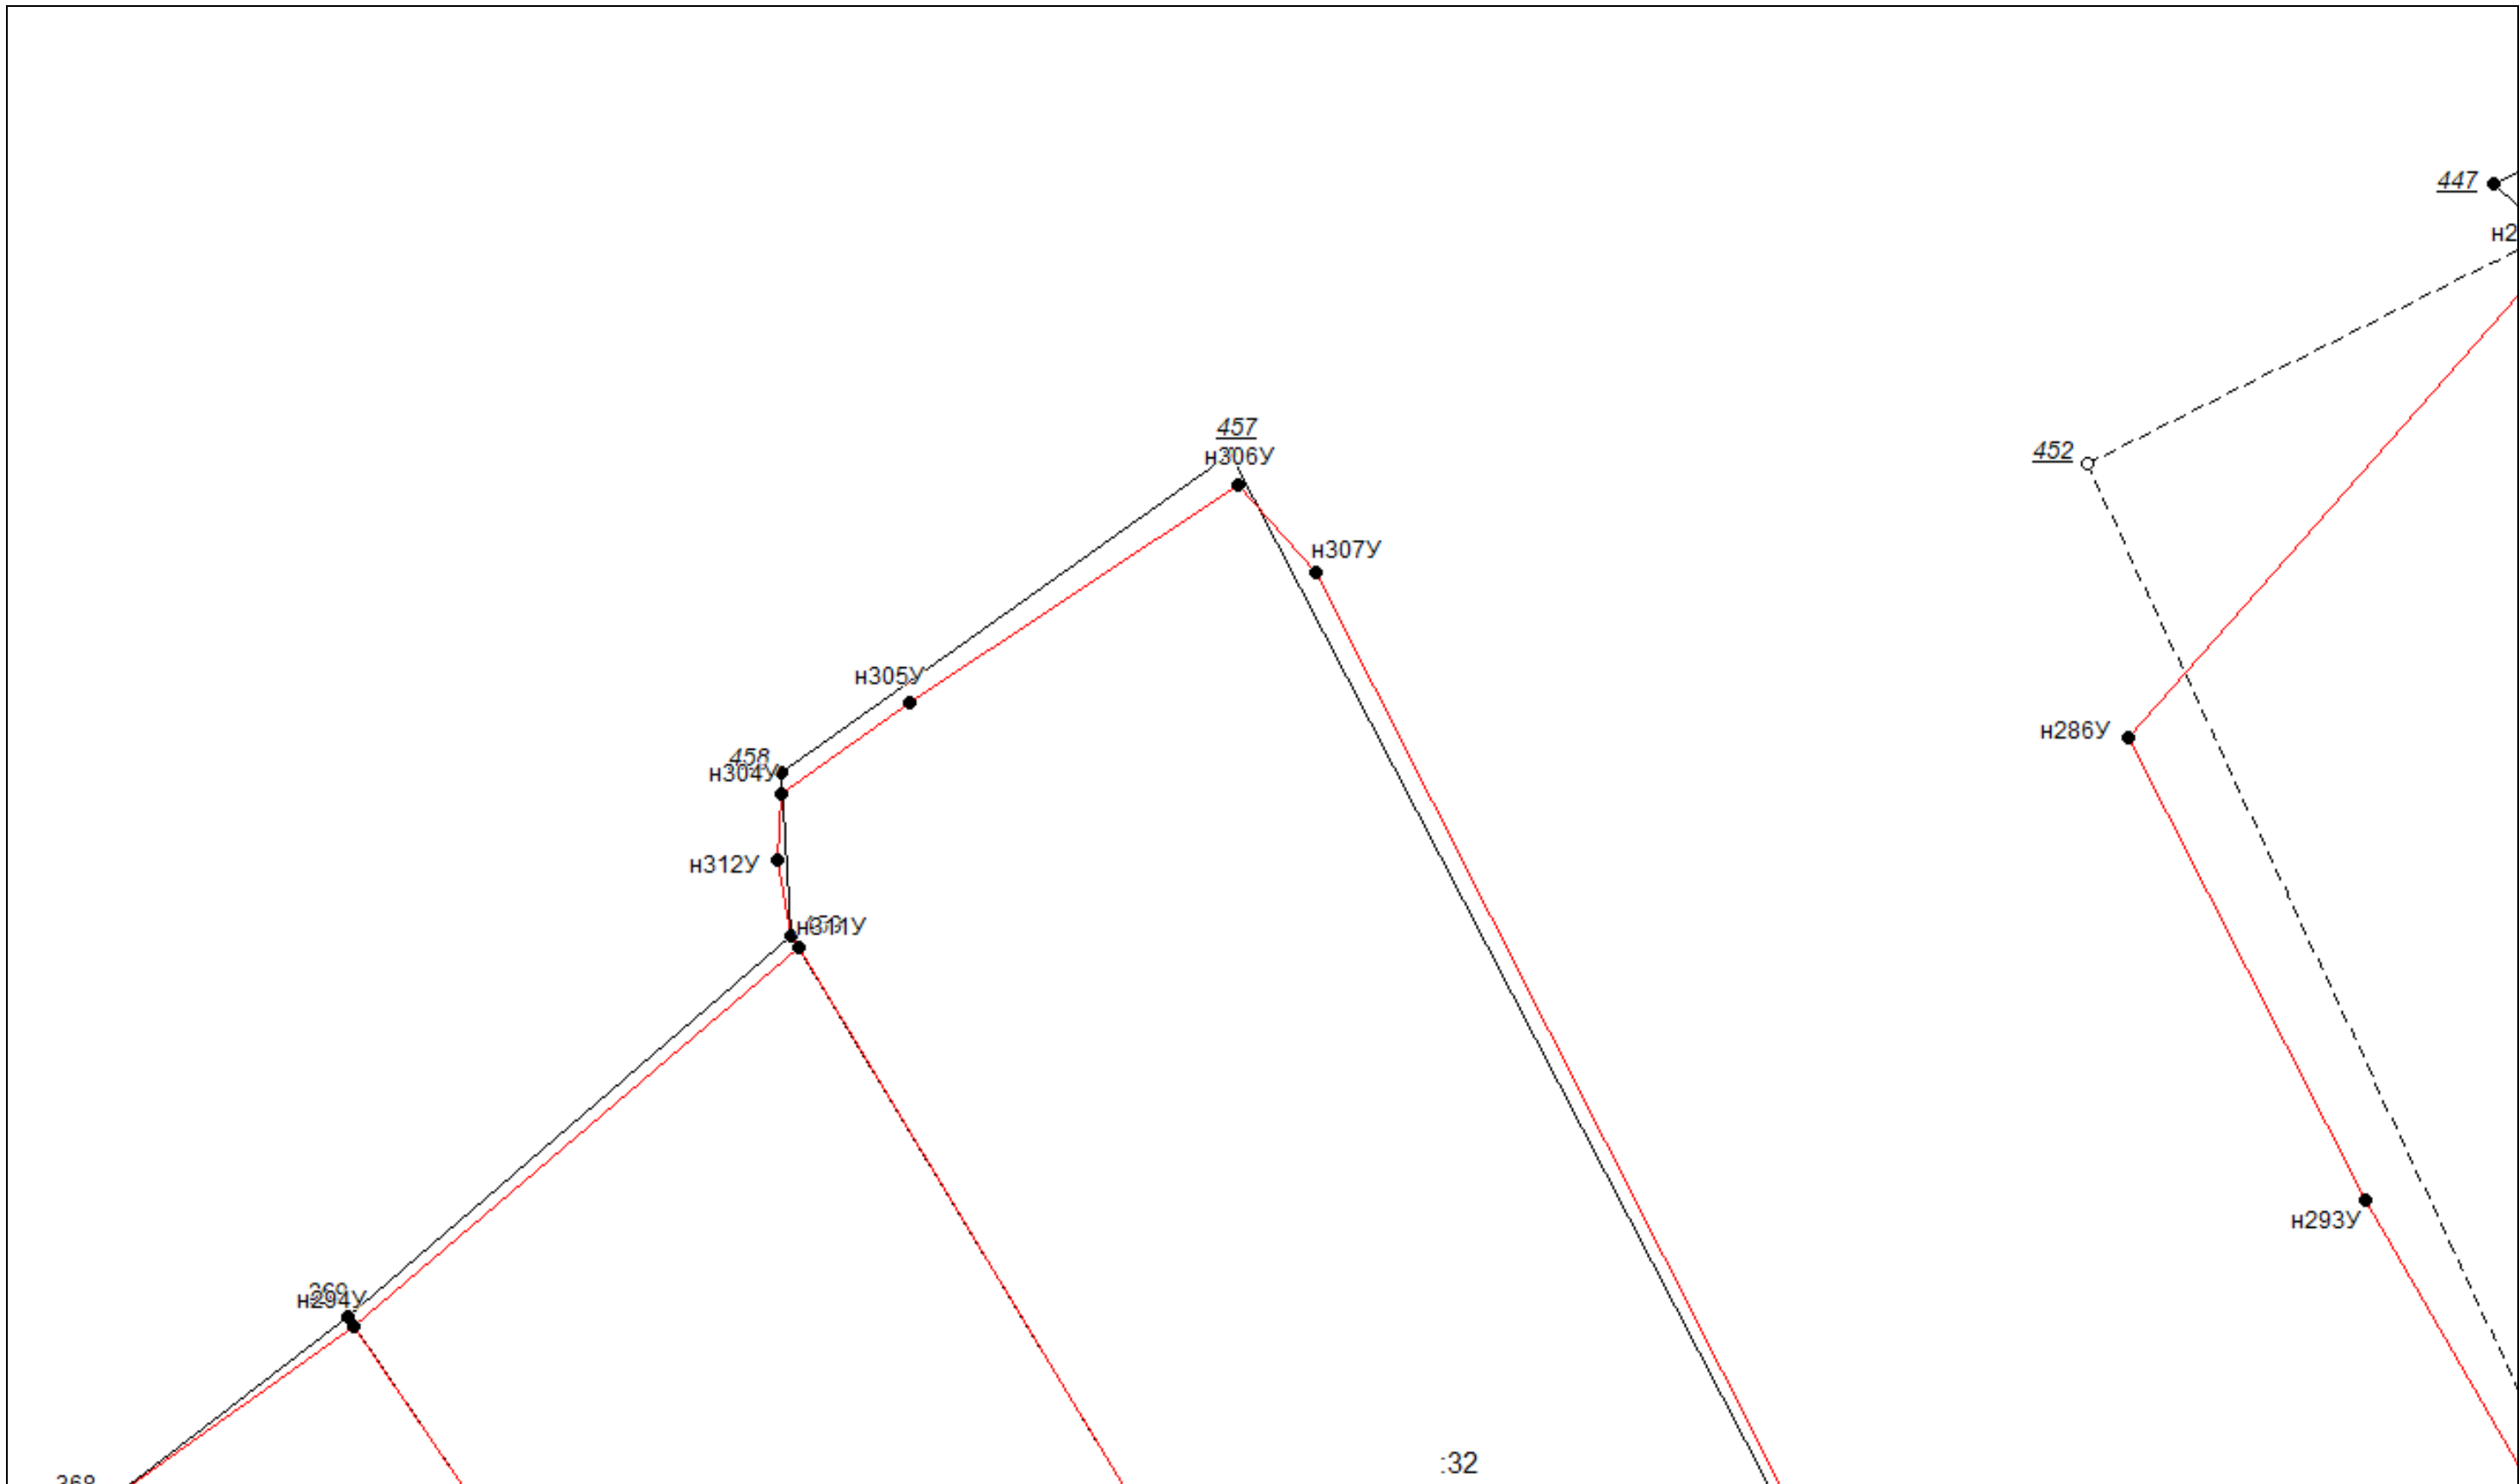 447
н2
457
н306У
452
н307У
н305У
н286У
458
н304У
н312У
н311У
н293У
369
н294У
:32
368